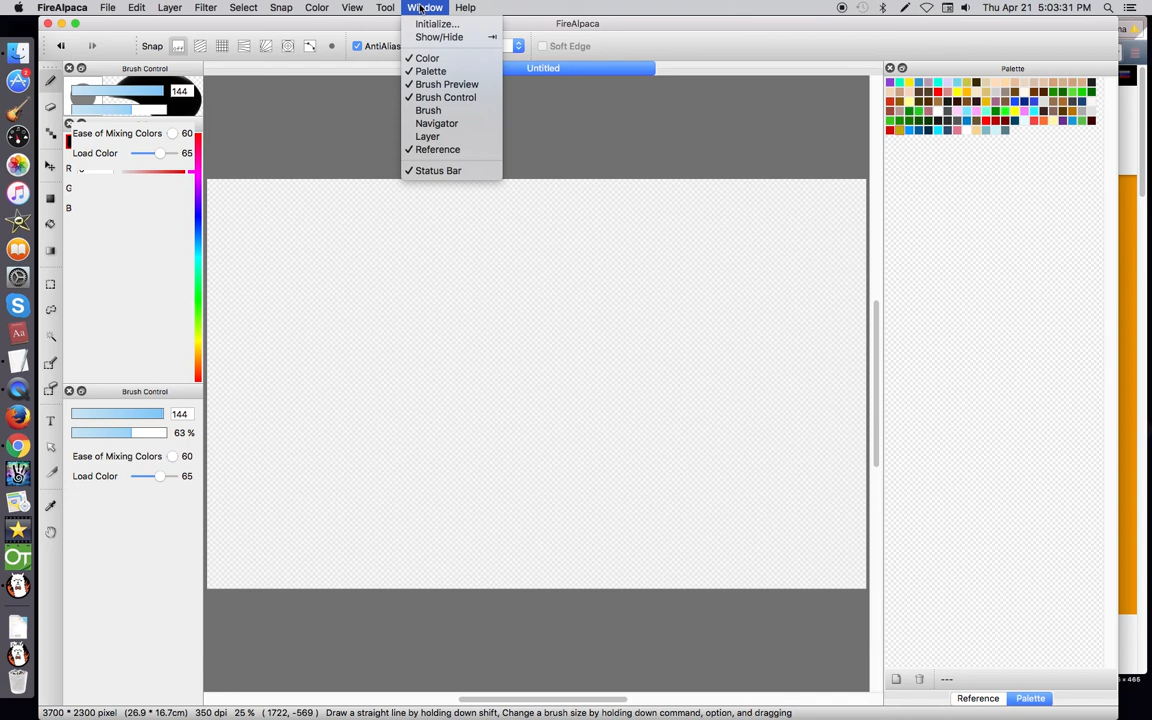 FireAlpaca File Edit Layer Filter Select Snap Color View Tool Window Help Thu Apr 21 5:03:31 PM
FireAlpaca
Initialize...
Show/Hide
✓ Color
✓ Palette
✓ Brush Preview
✓ Brush Control
Brush
Navigator
Layer
✓ Reference
✓ Status Bar
Snap AntiAlias Soft Edge
Untitled
Brush Control
144
Ease of Mixing Colors 60
Load Color 65
R
G
B
Brush Control
144
63 %
Ease of Mixing Colors 60
Load Color 65
T
Palette
---
Reference Palette
3700 * 2300 pixel (26.9 * 16.7cm) 350 dpi 25 % ( 1722, -569 ) Draw a straight line by holding down shift, Change a brush size by holding down command, option, and dragging
2
Aa
OT